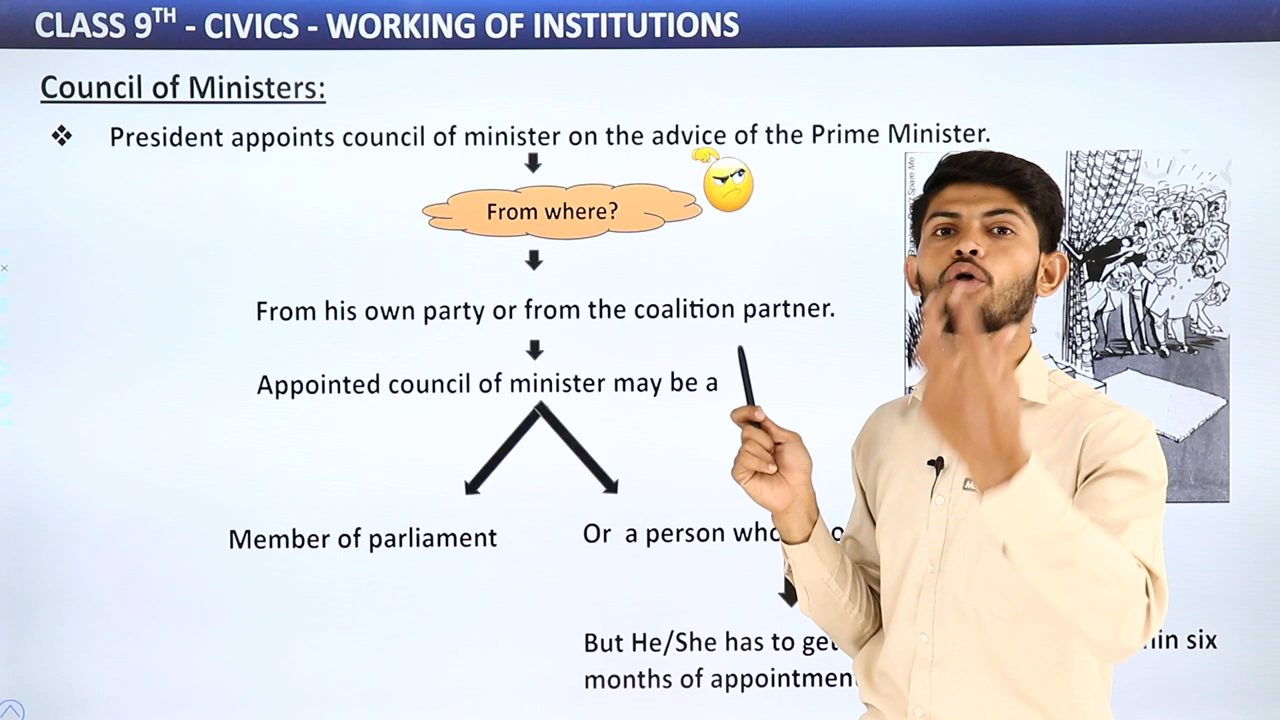 CLASS 9TH - CIVICS - WORKING OF INSTITUTIONS
Council of Ministers:
❖ President appoints council of minister on the advice of the Prime Minister.
From where?
From his own party or from the coalition partner.
Appointed council of minister may be a
Member of parliament
Or a person who
But He/She has to get six
months of appointment